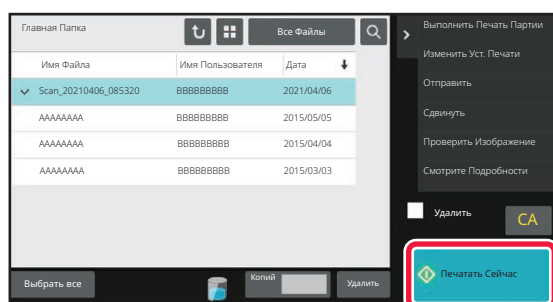 Главная Папка
Все Файлы
Имя Файла Имя Пользователя Дата
Scan_20210406_085320 BBBBBBBBB 2021/04/06
AAAAAAAA BBBBBBBBB 2015/05/05
AAAAAAAA BBBBBBBBB 2015/04/04
AAAAAAAA BBBBBBBBB 2015/03/03
Выбрать все
Копий
Удалить
Выполнить Печать Партии
Изменить Уст. Печати
Отправить
Сдвинуть
Проверить Изображение
Смотрите Подробности
Удалить
CA
Печатать Сейчас